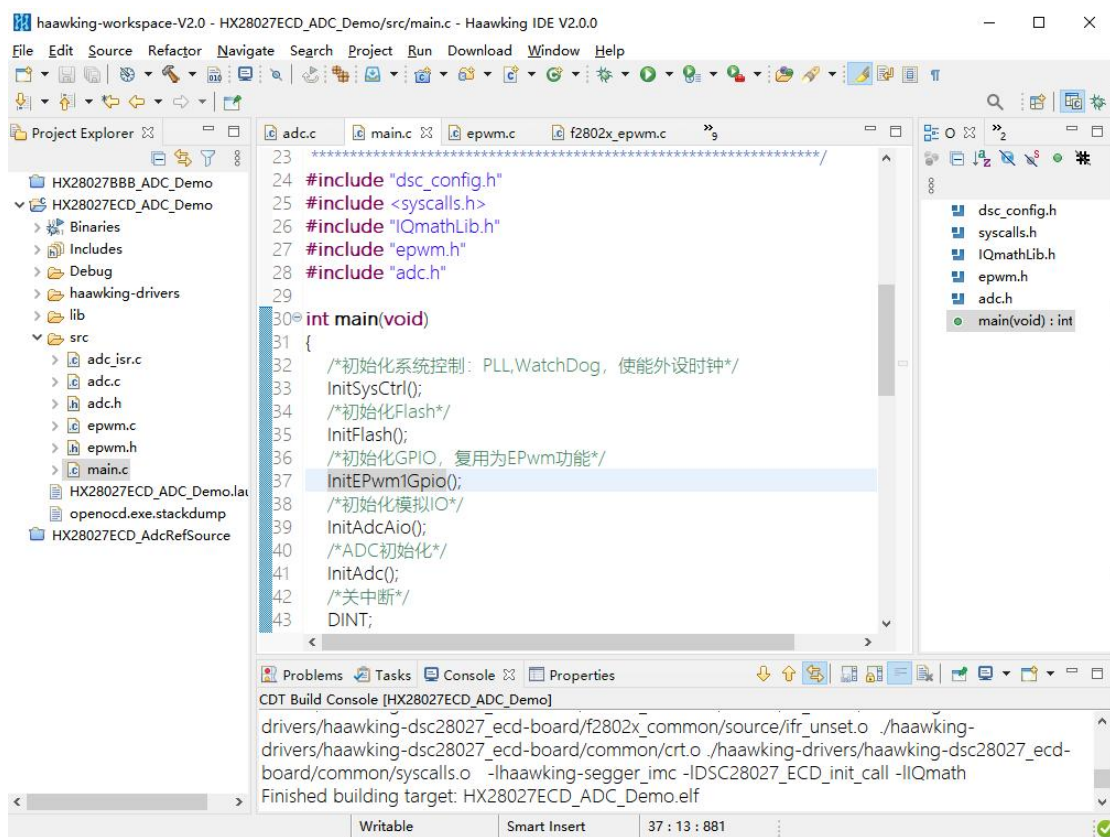 haawking-workspace-V2.0 - HX28027ECD_ADC_Demo/src/main.c - Haawking IDE V2.0.0
File Edit Source Refactor Navigate Search Project Run Download Window Help
Project Explorer
HX28027BBB_ADC_Demo
HX28027ECD_ADC_Demo
Binaries
Includes
Debug
haawking-drivers
lib
src
adc_isr.c
adc.c
adc.h
epwm.c
epwm.h
main.c
HX28027ECD_ADC_Demo.lau
openocd.exe.stackdump
HX28027ECD_AdcRefSource
adc.c main.c epwm.c f2802x_epwm.c »9
23 ******************************************************************/
24 #include "dsc_config.h"
25 #include <syscalls.h>
26 #include "IQmathLib.h"
27 #include "epwm.h"
28 #include "adc.h"
29
30 int main(void)
31 {
32 /*初始化系统控制：PLL,WatchDog，使能外设时钟*/
33 InitSysCtrl();
34 /*初始化Flash*/
35 InitFlash();
36 /*初始化GPIO，复用为EPwm功能*/
37 InitEPwm1Gpio();
38 /*初始化模拟IO*/
39 InitAdcAio();
40 /*ADC初始化*/
41 InitAdc();
42 /*关中断*/
43 DINT;
O »2
dsc_config.h
syscalls.h
IQmathLib.h
epwm.h
adc.h
main(void) : int
Problems Tasks Console Properties
CDT Build Console [HX28027ECD_ADC_Demo]
drivers/haawking-dsc28027_ecd-board/f2802x_common/source/ifr_unset.o ./haawking-
drivers/haawking-dsc28027_ecd-board/common/crt.o ./haawking-drivers/haawking-dsc28027_ecd-
board/common/syscalls.o -lhaawking-segger_imc -lDSC28027_ECD_init_call -lIQmath
Finished building target: HX28027ECD_ADC_Demo.elf
Writable Smart Insert 37 : 13 : 881